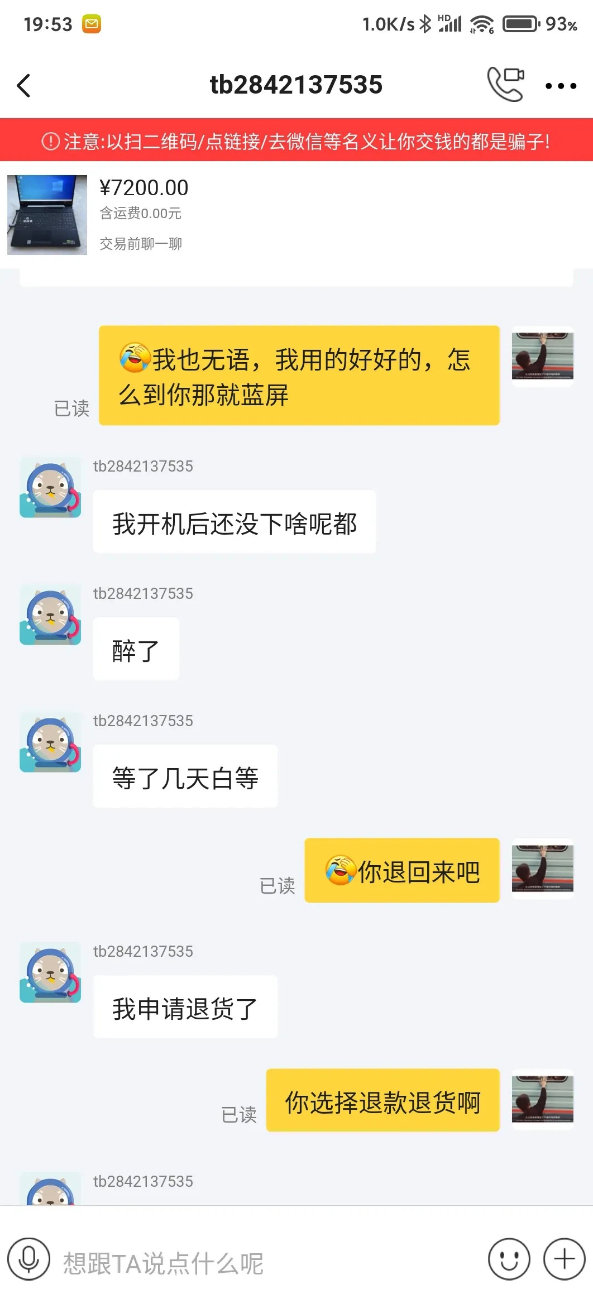 19:53
1.0K/s HD 6 93%
tb2842137535
注意:以扫二维码/点链接/去微信等名义让你交钱的都是骗子!
¥7200.00
含运费0.00元
交易前聊一聊
😂我也无语，我用的好好的，怎
么到你那就蓝屏
已读
tb2842137535
我开机后还没下啥呢都
tb2842137535
醉了
tb2842137535
等了几天白等
😂你退回来吧
已读
tb2842137535
我申请退货了
你选择退款退货啊
已读
tb2842137535
想跟TA说点什么呢